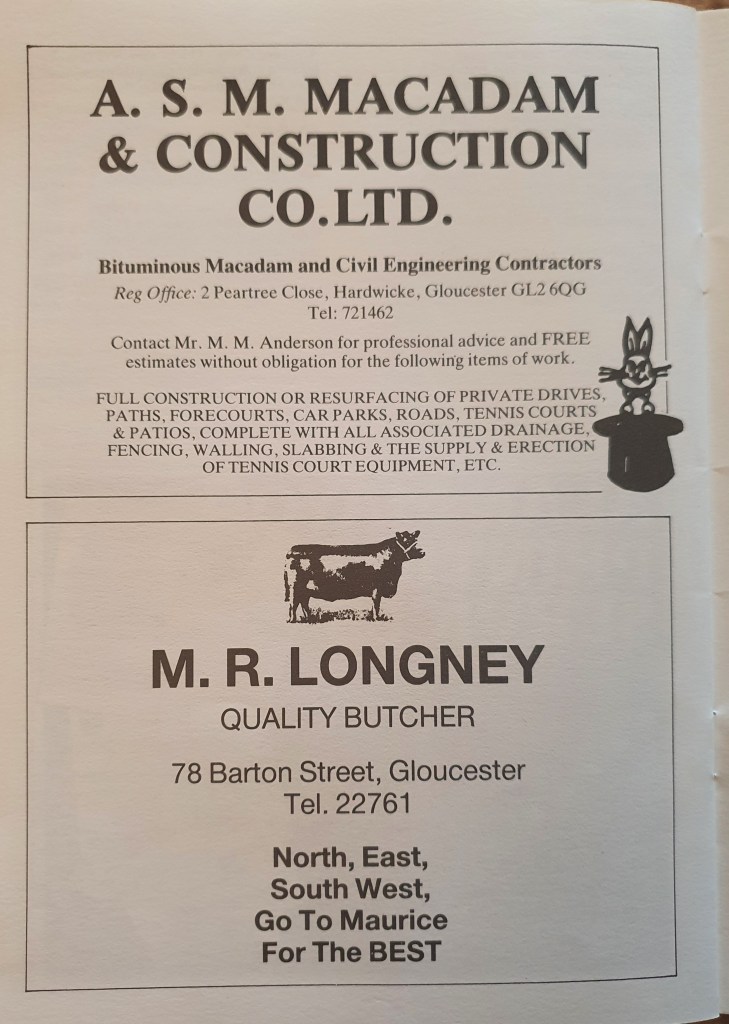 A. S. M. MACADAM
& CONSTRUCTION
CO.LTD.
Bituminous Macadam and Civil Engineering Contractors
Reg Office: 2 Peartree Close, Hardwicke, Gloucester GL2 6QG
Tel: 721462
Contact Mr. M. M. Anderson for professional advice and FREE
estimates without obligation for the following items of work.
FULL CONSTRUCTION OR RESURFACING OF PRIVATE DRIVES,
PATHS, FORECOURTS, CAR PARKS, ROADS, TENNIS COURTS
& PATIOS, COMPLETE WITH ALL ASSOCIATED DRAINAGE,
FENCING, WALLING, SLABBING & THE SUPPLY & ERECTION
OF TENNIS COURT EQUIPMENT, ETC.
M. R. LONGNEY
QUALITY BUTCHER
78 Barton Street, Gloucester
Tel. 22761
North, East,
South West,
Go To Maurice
For The BEST